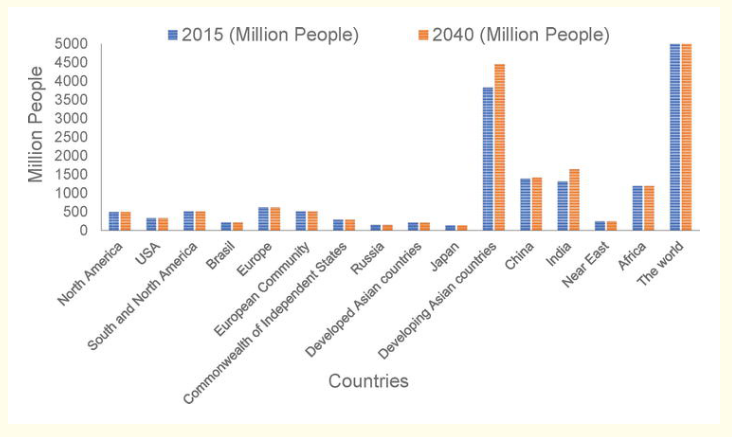 2015 (Million People) 2040 (Million People)
Million People
5000
4500
4000
3500
3000
2500
2000
1500
1000
500
0
North America
USA
South and North America
Brasil
Europe
European Community
Commonwealth of Independent States
Russia
Developed Asian countries
Japan
Developing Asian countries
China
India
Near East
Africa
The world
Countries